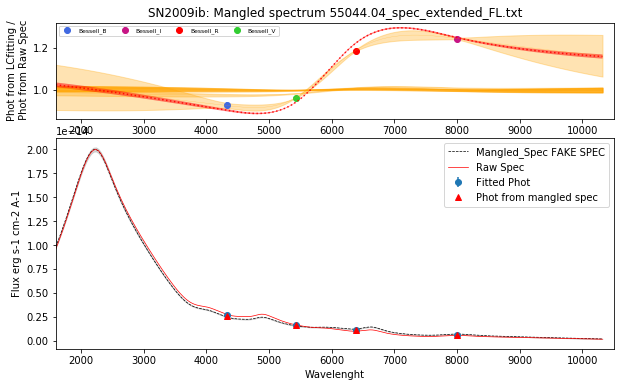 SN2009ib: Mangled spectrum 55044.04_spec_extended_FL.txt
Phot from LCfitting /
Phot from Raw Spec
1.2
1.0
Bessell_B
Bessell_I
Bessell_R
Bessell_V
2000 3000 4000 5000 6000 7000 8000 9000 10000
1e−14
Flux erg s-1 cm-2 A-1
2.00
1.75
1.50
1.25
1.00
0.75
0.50
0.25
0.00
Mangled_Spec FAKE SPEC
Raw Spec
Fitted Phot
Phot from mangled spec
2000 3000 4000 5000 6000 7000 8000 9000 10000
Wavelenght